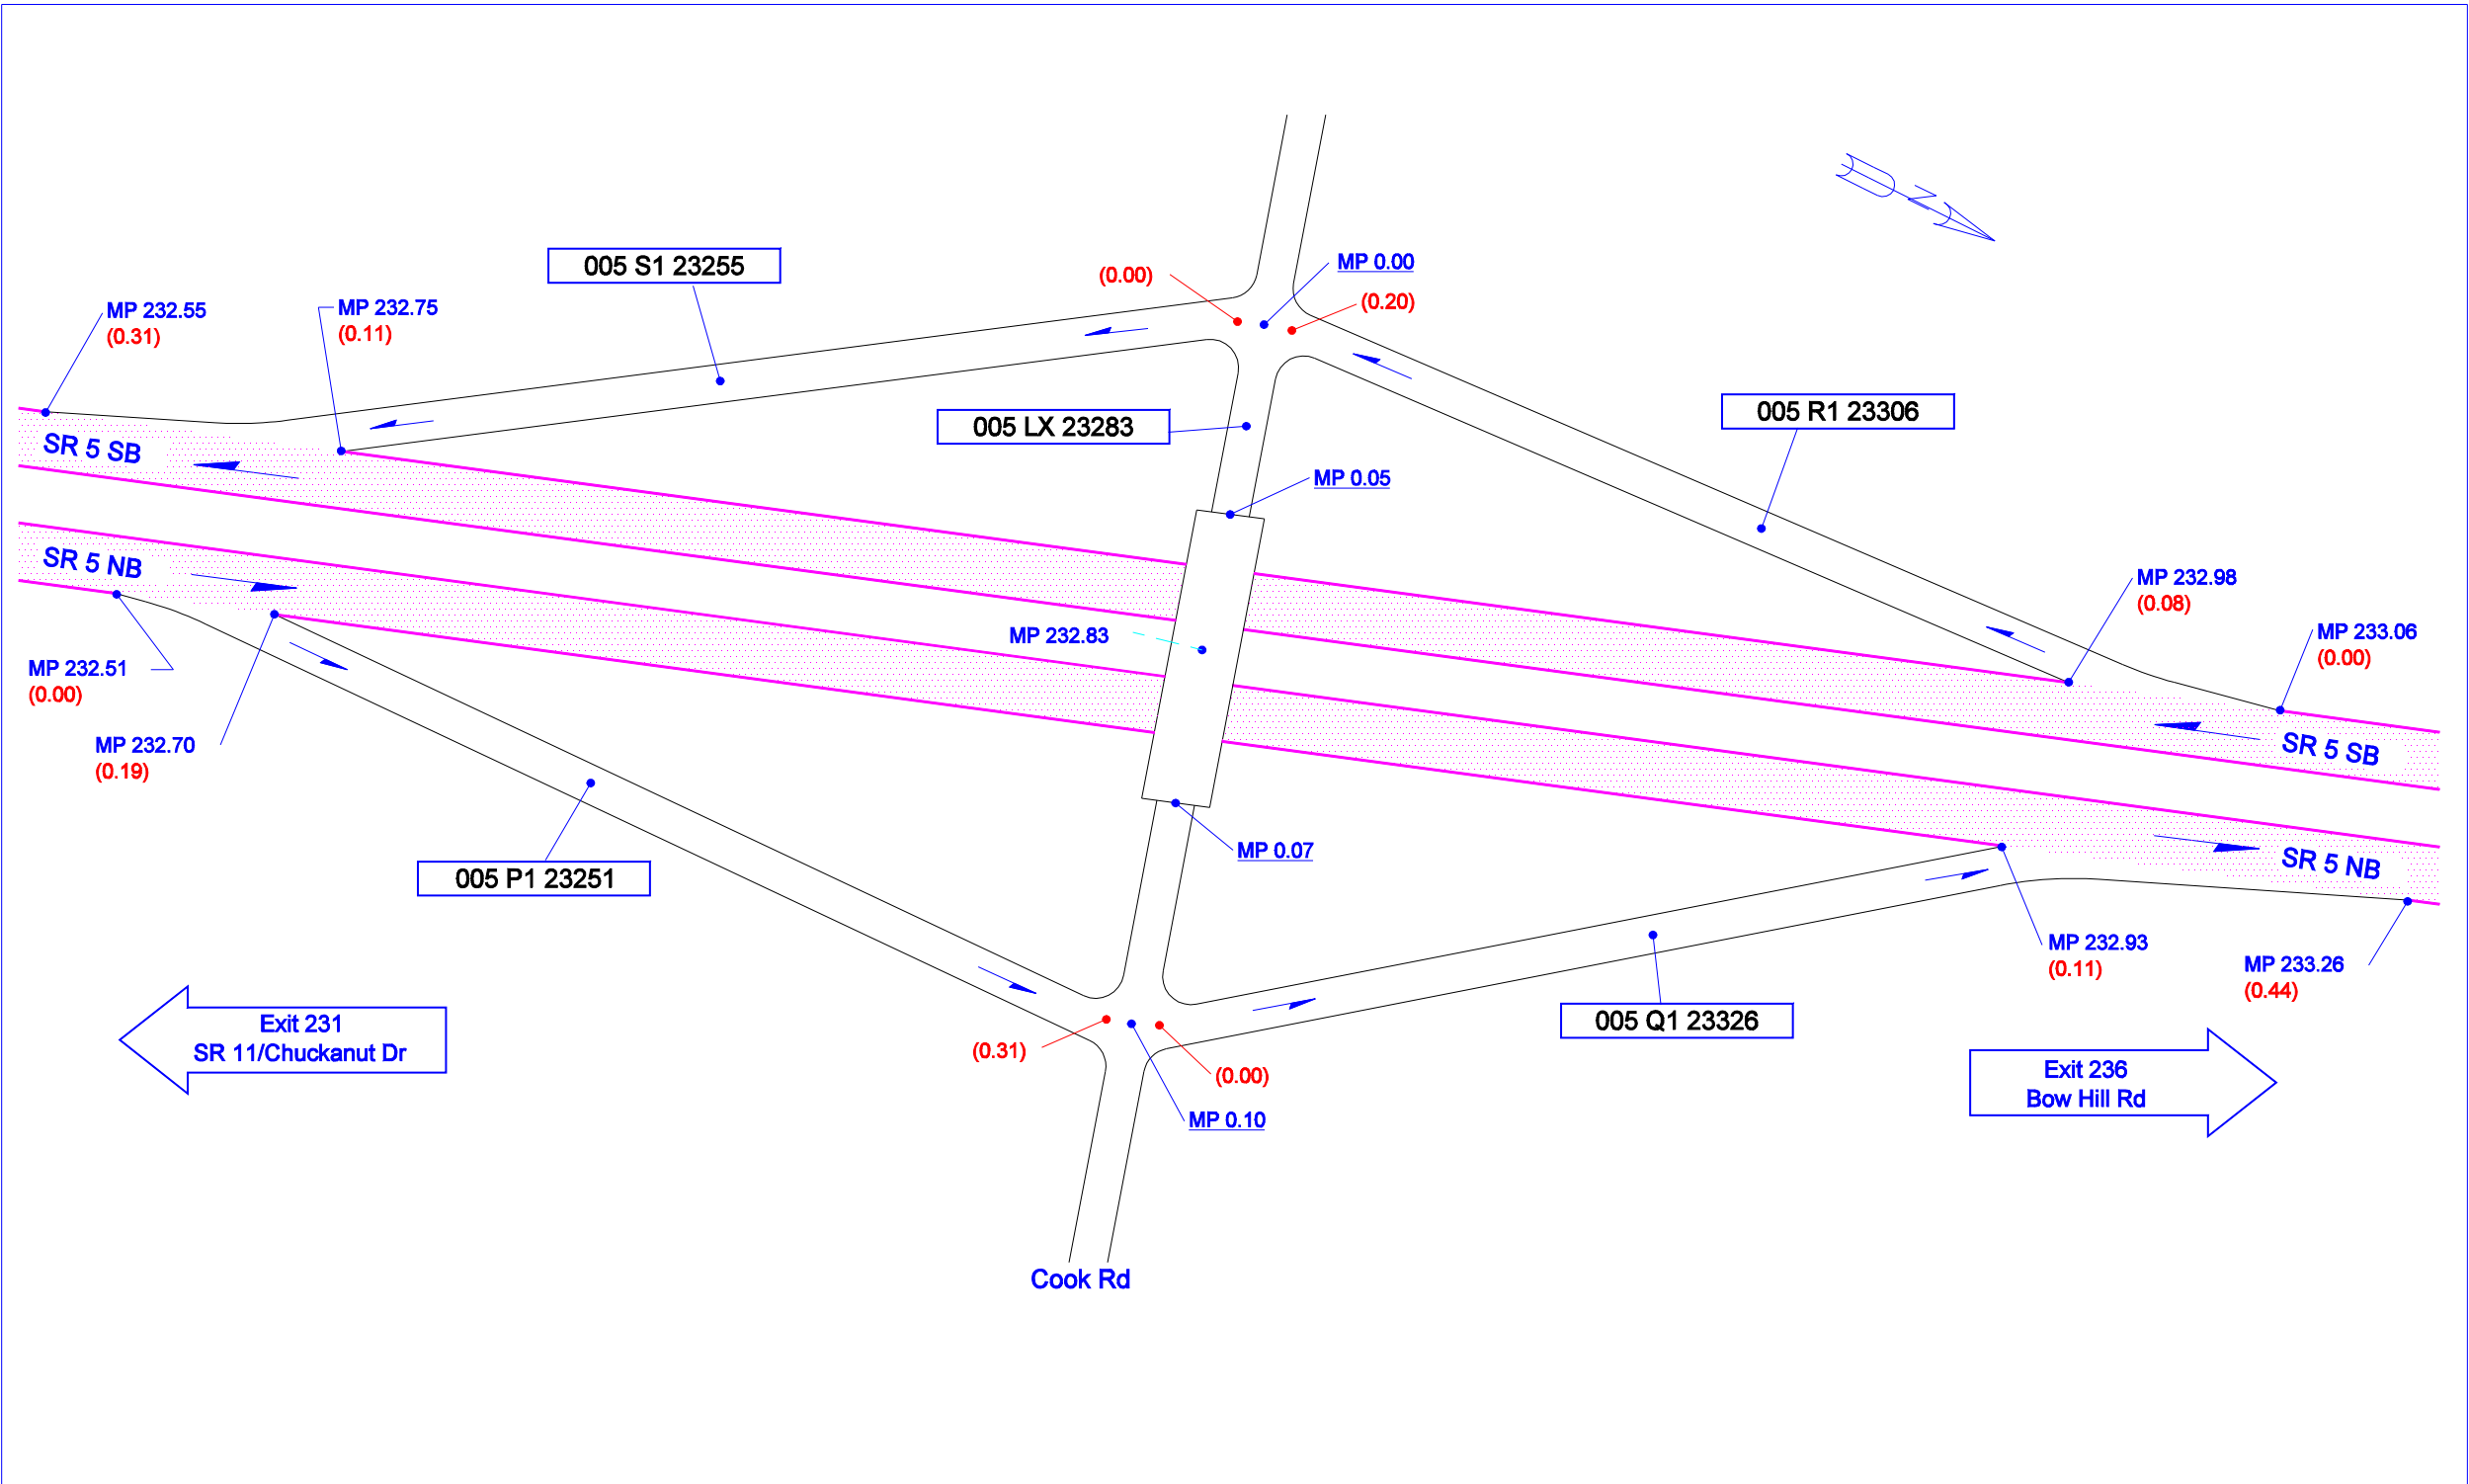 N
005 S1 23255
(0.00)
MP 0.00
(0.20)
MP 232.55
(0.31)
MP 232.75
(0.11)
005 LX 23283
005 R1 23306
SR 5 SB
MP 0.05
SR 5 NB
MP 232.83
MP 232.98
(0.08)
MP 233.06
(0.00)
MP 232.51
(0.00)
MP 232.70
(0.19)
SR 5 SB
MP 0.07
SR 5 NB
005 P1 23251
MP 232.93
(0.11)
MP 233.26
(0.44)
Exit 231
SR 11/Chuckanut Dr
005 Q1 23326
(0.31)
(0.00)
MP 0.10
Exit 236
Bow Hill Rd
Cook Rd